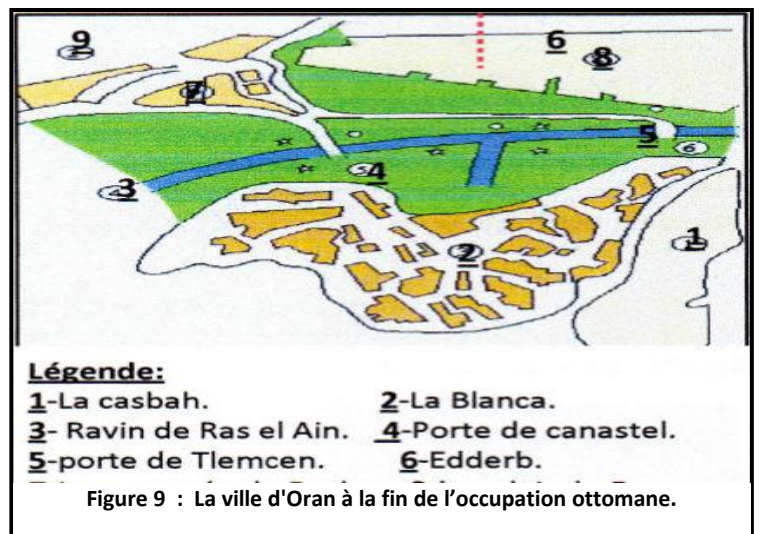 9
6
8
7
5
4
3
1
2
Légende:
1-La casbah. 2-La Blanca.
3- Ravin de Ras el Ain. 4-Porte de canastel.
5-porte de Tlemcen. 6-Edderb.
Figure 9 : La ville d'Oran à la fin de l’occupation ottomane.